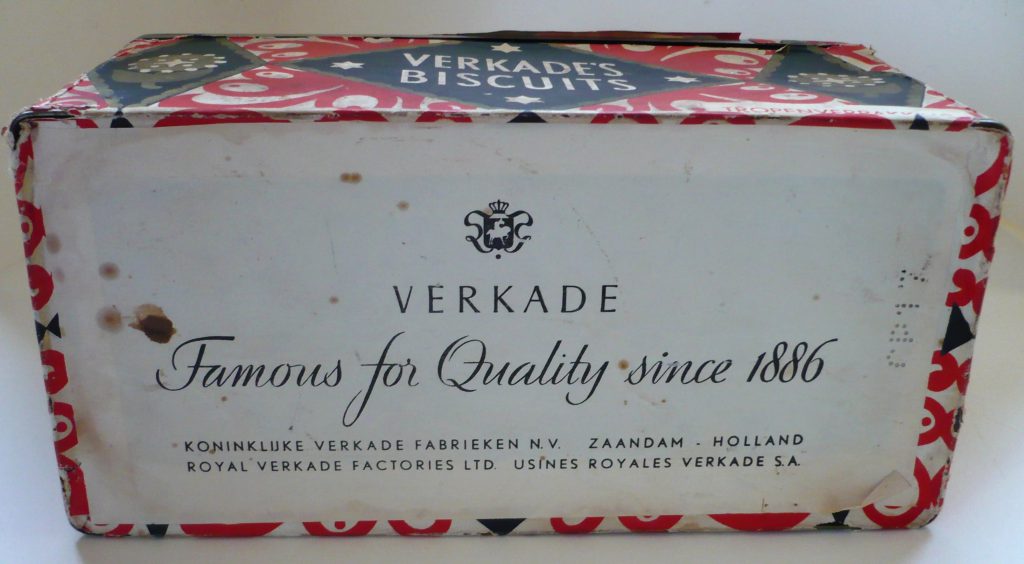 VERKADE'S
BISCUITS
VERKADE
Famous for Quality since 1886
KONINKLIJKE VERKADE FABRIEKEN N.V. ZAANDAM - HOLLAND
ROYAL VERKADE FACTORIES LTD. USINES ROYALES VERKADE S.A.